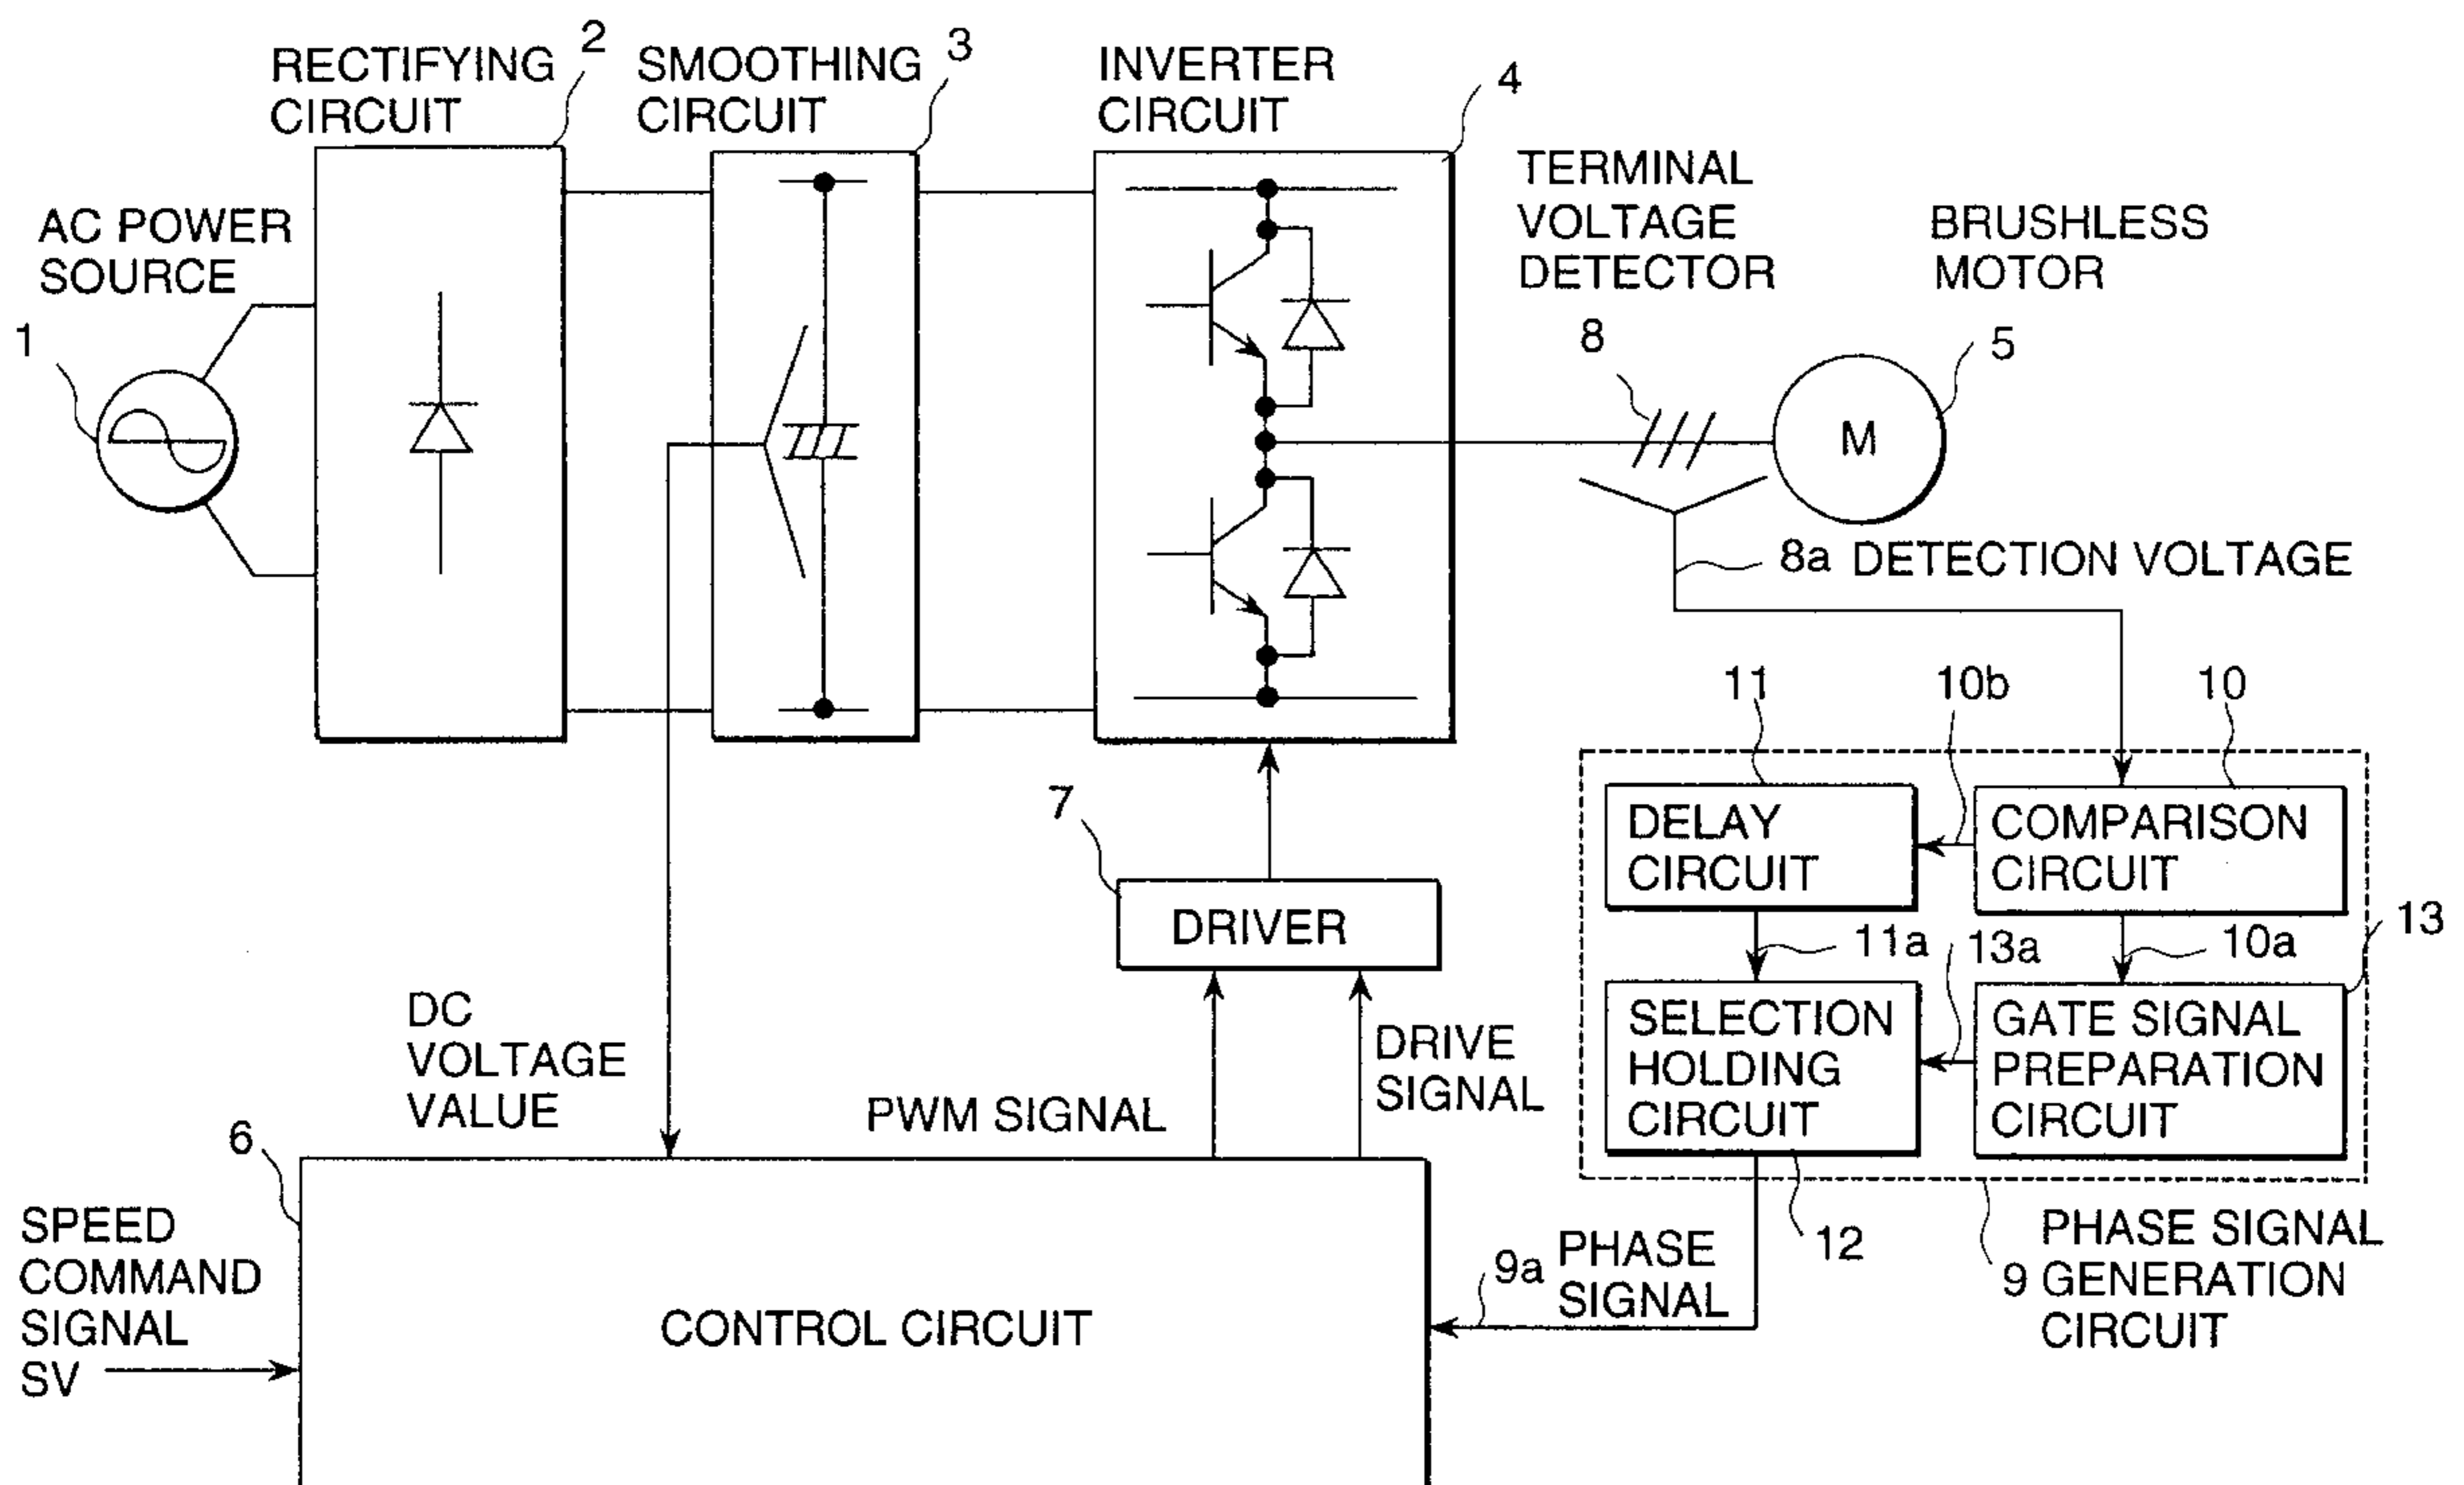 RECTIFYING
CIRCUIT
2
SMOOTHING
CIRCUIT
3
INVERTER
CIRCUIT
4
TERMINAL
VOLTAGE
DETECTOR
BRUSHLESS
MOTOR
AC POWER
SOURCE
1
8
5
M
8a DETECTION VOLTAGE
11
10b
10
7
DELAY
CIRCUIT
COMPARISON
CIRCUIT
DRIVER
11a
13a
10a
13
SELECTION
HOLDING
CIRCUIT
GATE SIGNAL
PREPARATION
CIRCUIT
DC
VOLTAGE
VALUE
PWM SIGNAL
DRIVE
SIGNAL
6
SPEED
COMMAND
SIGNAL
SV
CONTROL CIRCUIT
9a
PHASE
SIGNAL
12
9
PHASE SIGNAL
GENERATION
CIRCUIT